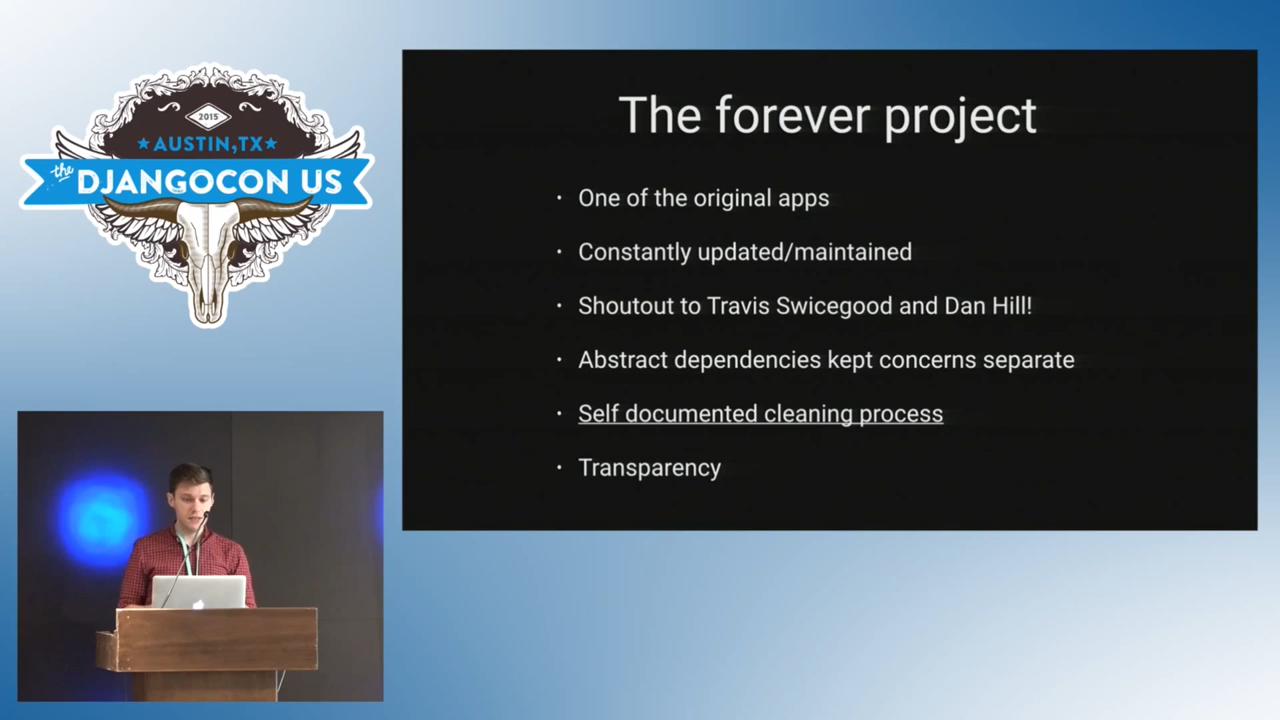 2015
AUSTIN, TX
the DJANGOCON US
The forever project
· One of the original apps
· Constantly updated/maintained
· Shoutout to Travis Swicegood and Dan Hill!
· Abstract dependencies kept concerns separate
· Self documented cleaning process
· Transparency